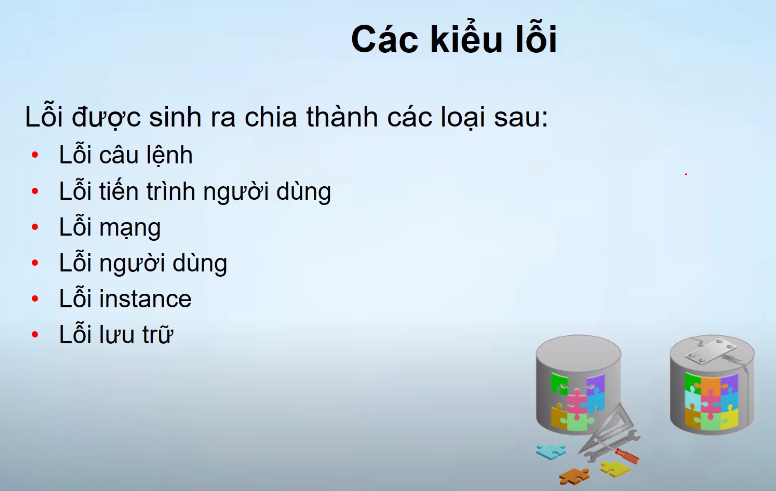 Các kiểu lỗi
Lỗi được sinh ra chia thành các loại sau:
• Lỗi câu lệnh
• Lỗi tiến trình người dùng
• Lỗi mạng
• Lỗi người dùng
• Lỗi instance
• Lỗi lưu trữ